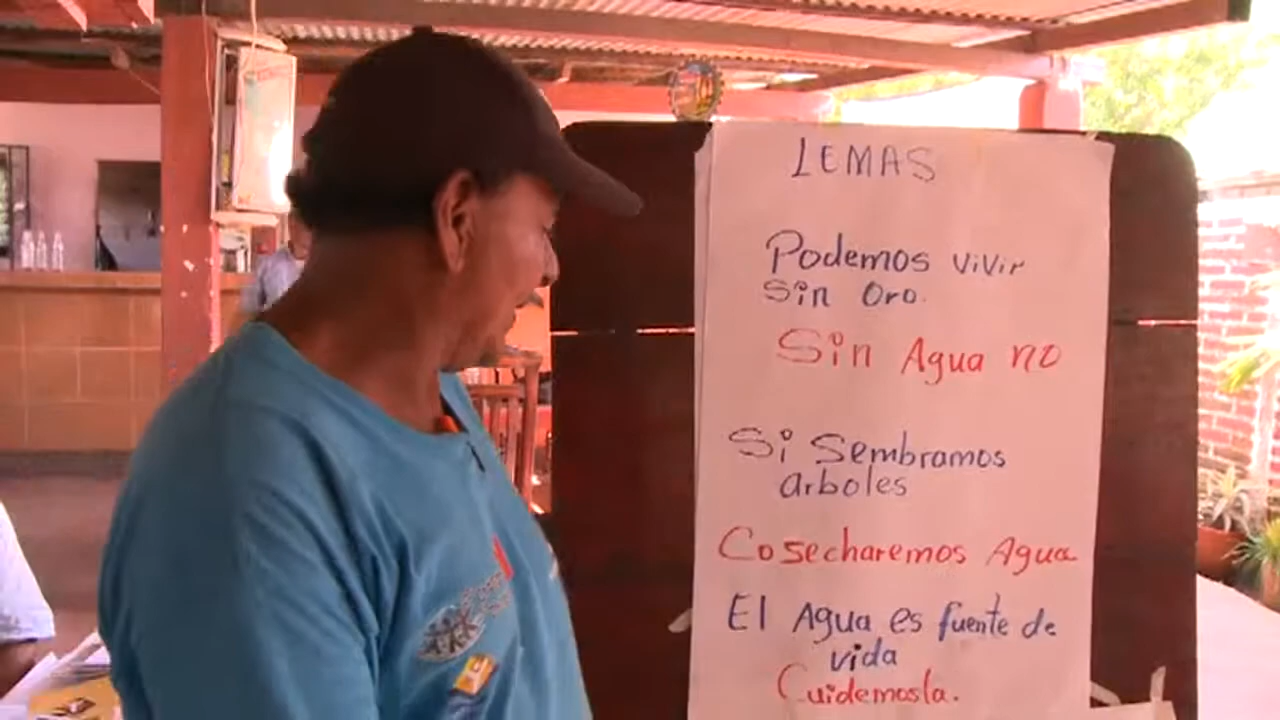 LEMAS
Podemos vivir
Sin Oro.
Sin Agua no
Si Sembramos
arboles
Cosecharemos Agua
El Agua es fuente de
vida
Cuidemosla.